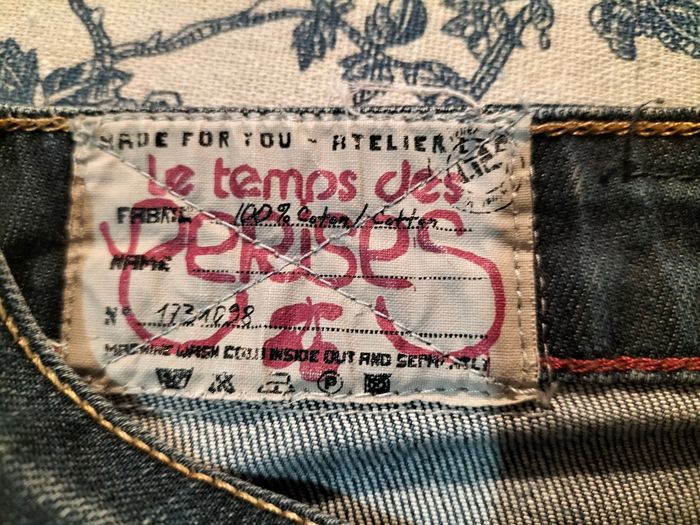 MADE FOR YOU - ATELIER LTC
le temps des
FABRIC 100% Coton / Cotton
CERISES
NAME
N° 1731098
MACHINE WASH COLD INSIDE OUT AND SEPARATELY
P